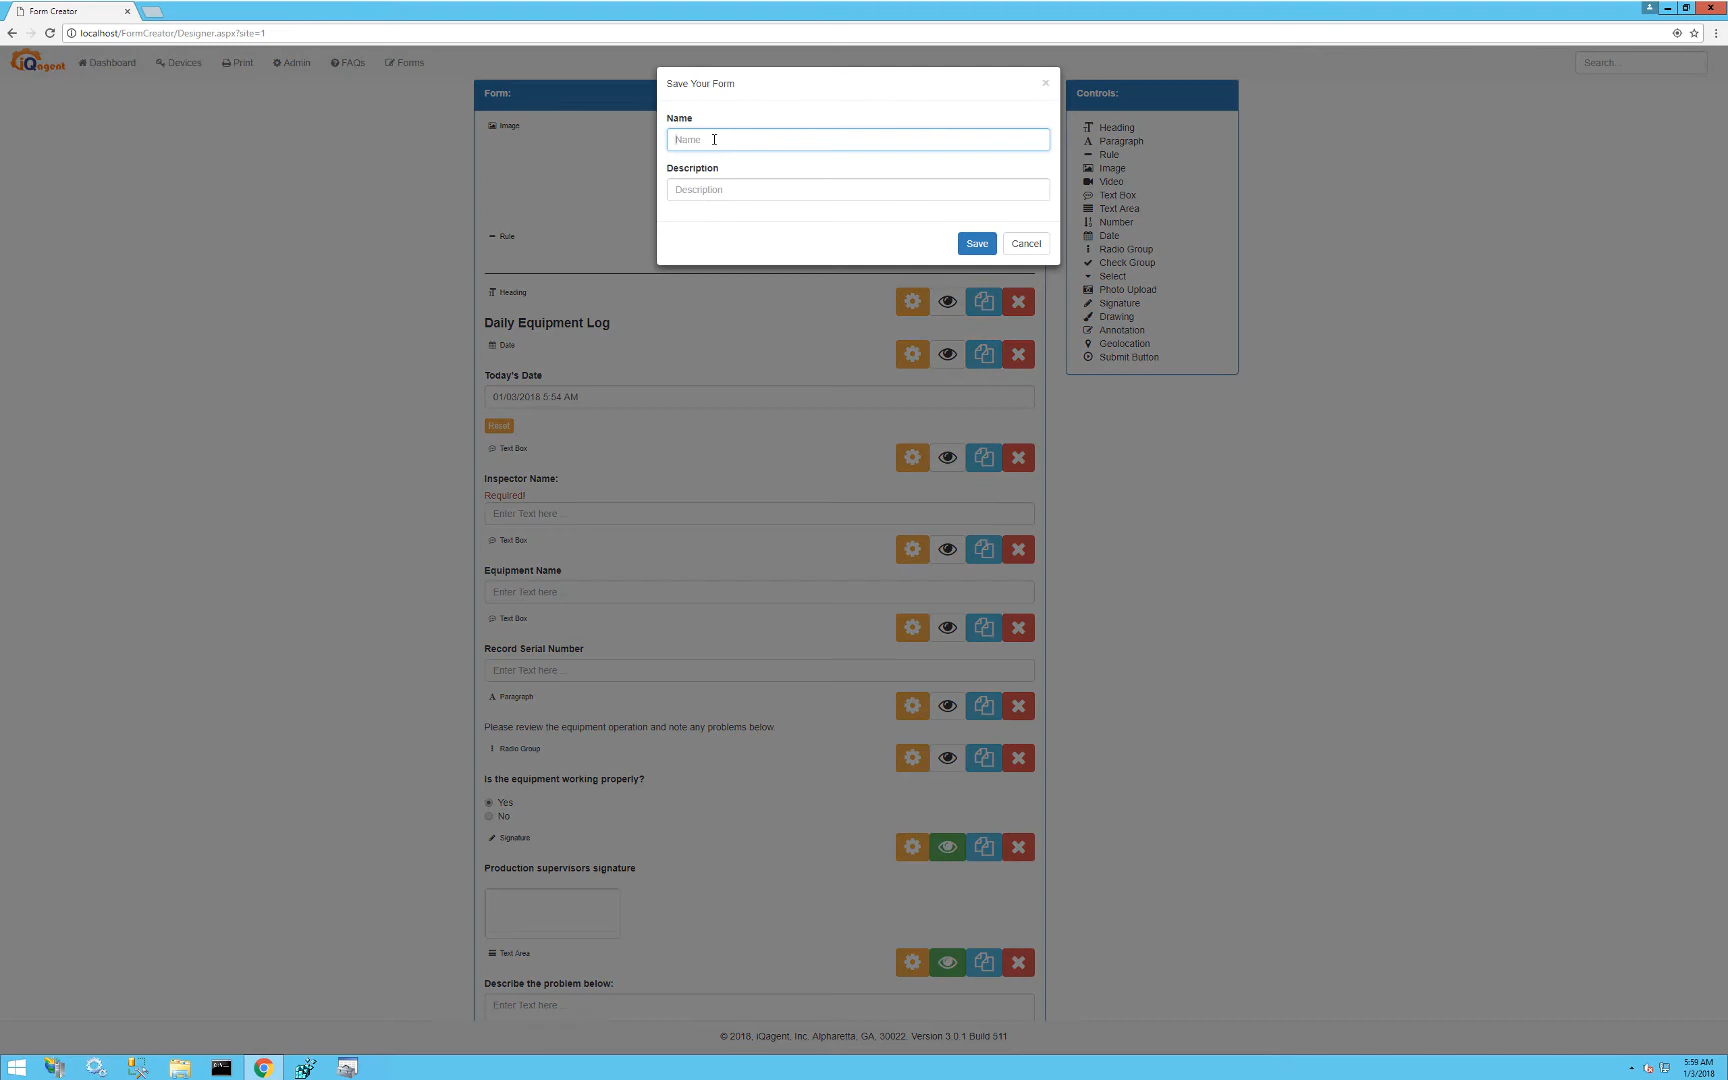 Form Creator
localhost/FormCreator/Designer.aspx?site=1
iQagent
Dashboard Devices Print Admin FAQs Forms Search...
Save Your Form
Name
Name
Description
Description
Save Cancel
Form:
Image
Rule
Heading
Daily Equipment Log
Date
Today's Date
01/03/2018 5:54 AM
Reset
Text Box
Inspector Name:
Required!
Enter Text here ...
Text Box
Equipment Name
Enter Text here ...
Text Box
Record Serial Number
Enter Text here ...
Paragraph
Please review the equipment operation and note any problems below
Radio Group
Is the equipment working properly?
Yes
No
Signature
Production supervisors signature
Text Area
Describe the problem below:
Enter Text here ...
Controls:
Heading
Paragraph
Rule
Image
Video
Text Box
Text Area
Number
Date
Radio Group
Check Group
Select
Photo Upload
Signature
Drawing
Annotation
Geolocation
Submit Button
© 2018, iQagent, Inc. Alpharetta, GA, 30022. Version 3.0.1 Build 511
5:59 AM
1/3/2018